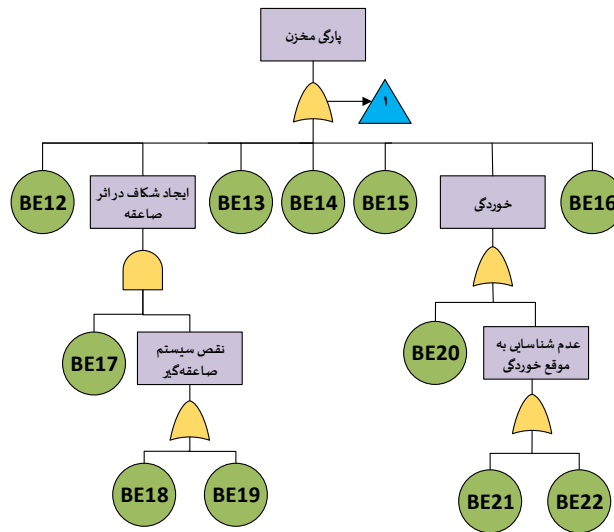 پارگی مخزن
۱
BE12
ایجاد شکاف در اثر
صاعقه
BE13
BE14
BE15
خوردگی
BE16
BE17
نقص سیستم
صاعقه‌گیر
BE20
عدم شناسایی به
موقع خوردگی
BE18
BE19
BE21
BE22